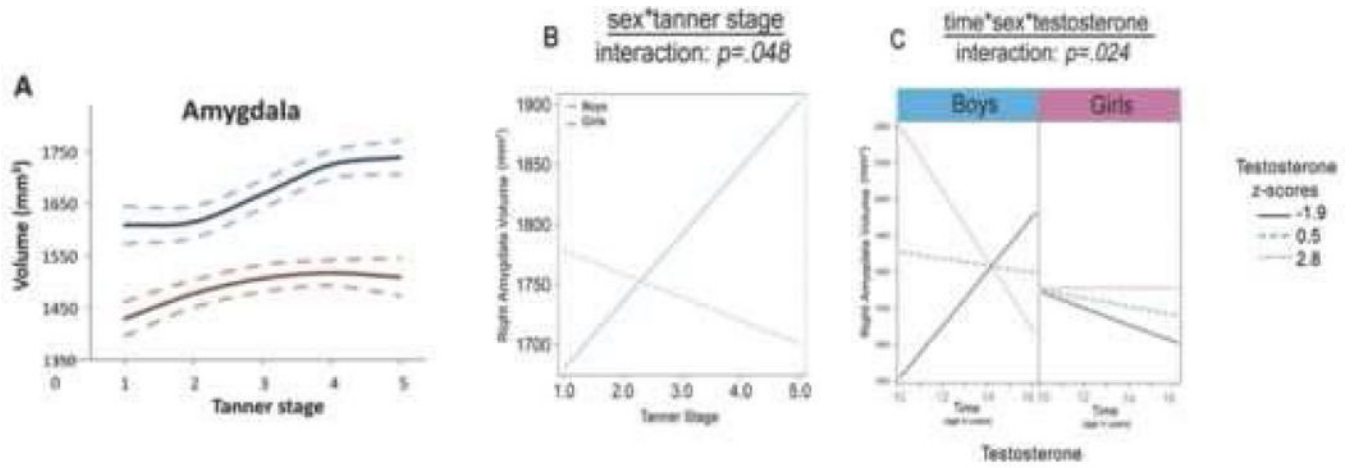 A
Amygdala
Volume (mm³)
1750
1650
1550
1450
1350
0
1
2
3
4
5
Tanner stage
B
sex*tanner stage
interaction: p=.048
Right Amygdala Volume (mm³)
1900
1850
1800
1750
1700
Boys
Girls
1.0
2.0
3.0
4.0
5.0
Tanner Stage
C
time*sex*testosterone
interaction: p=.024
Boys
Girls
Right Amygdala Volume (mm³)
Time
Time
Testosterone
Testosterone
z-scores
-1.9
0.5
2.8